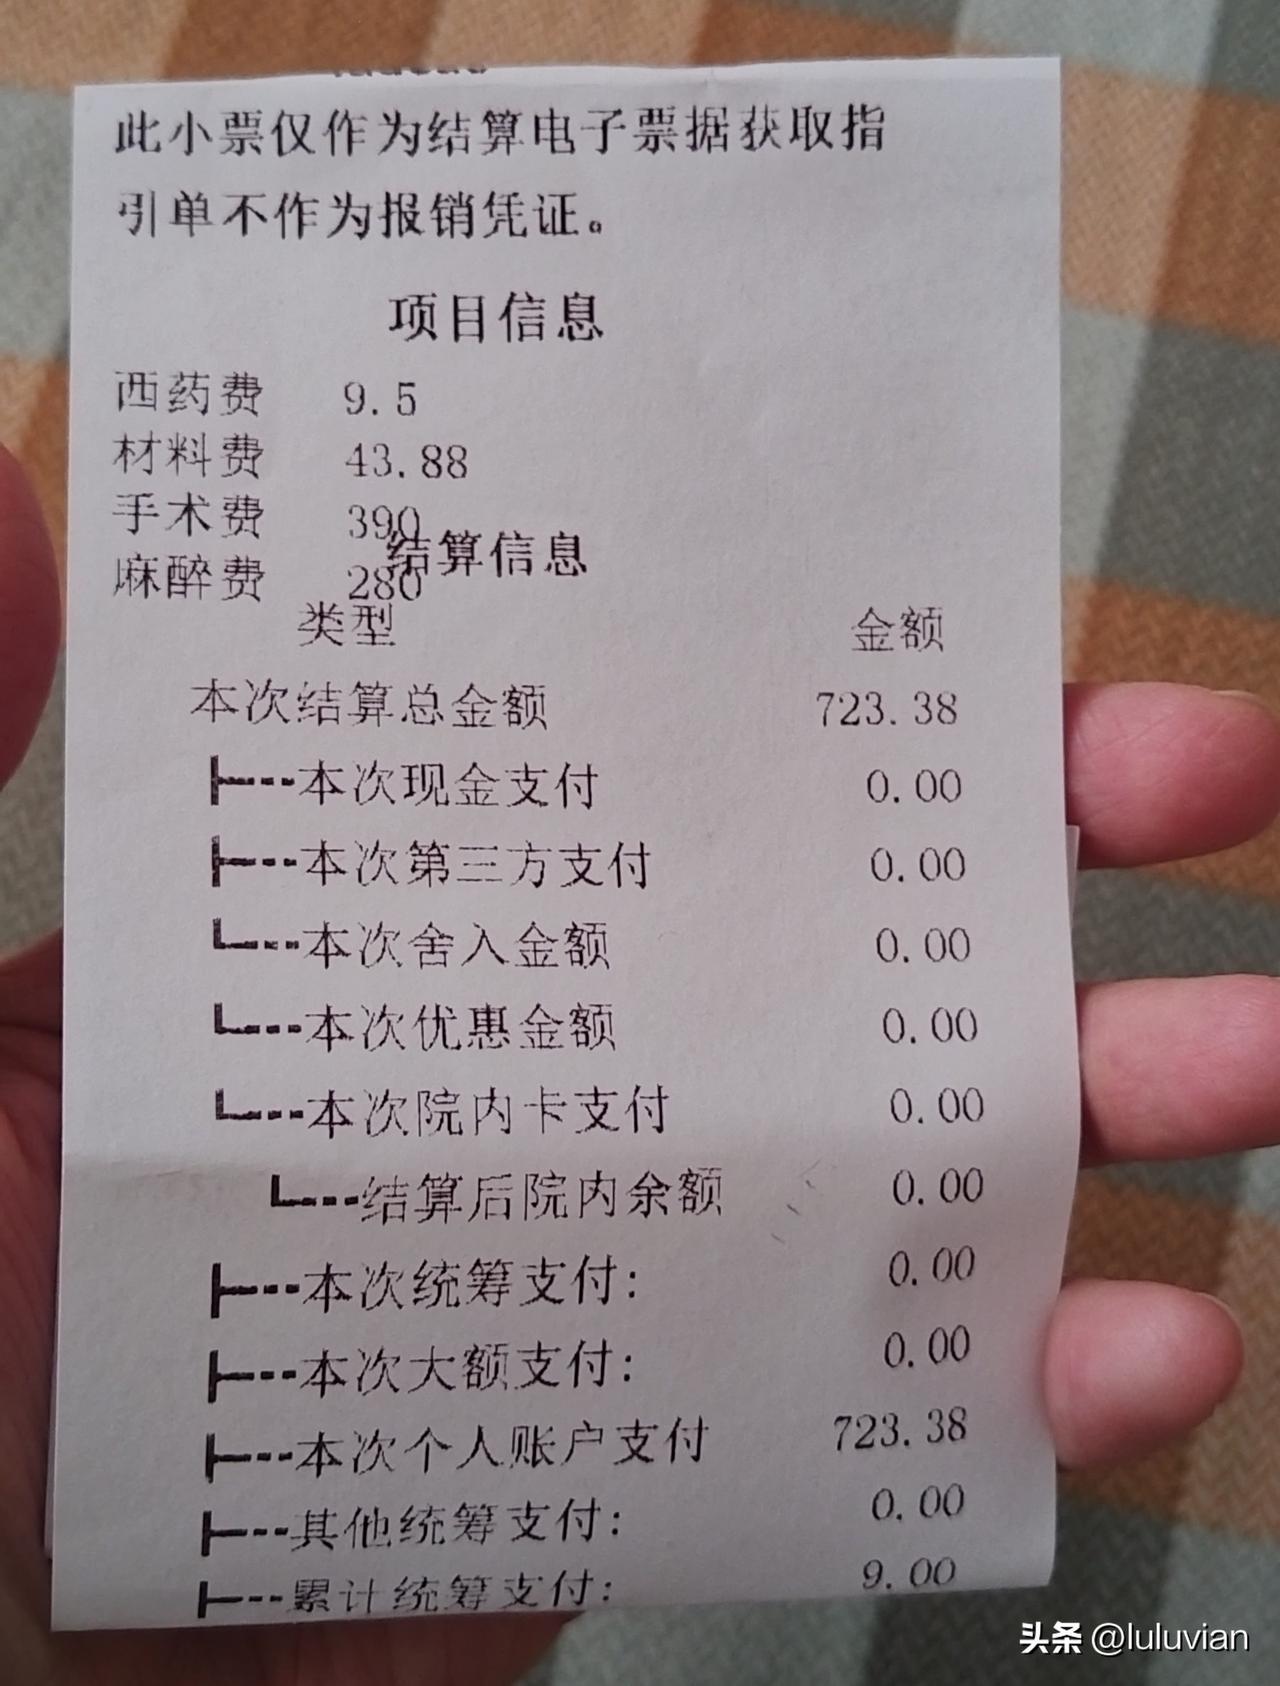 此小票仅作为结算电子票据获取指
引单不作为报销凭证。
项目信息
西药费 9.5
材料费 43.88
手术费 390
结算信息
麻醉费 280
类型 金额
本次结算总金额 723.38
本次现金支付 0.00
本次第三方支付 0.00
本次舍入金额 0.00
本次优惠金额 0.00
本次院内卡支付 0.00
结算后院内余额 0.00
本次统筹支付: 0.00
本次大额支付: 0.00
本次个人账户支付 723.38
其他统筹支付: 0.00
累计统筹支付: 9.00
头条 @luluvian